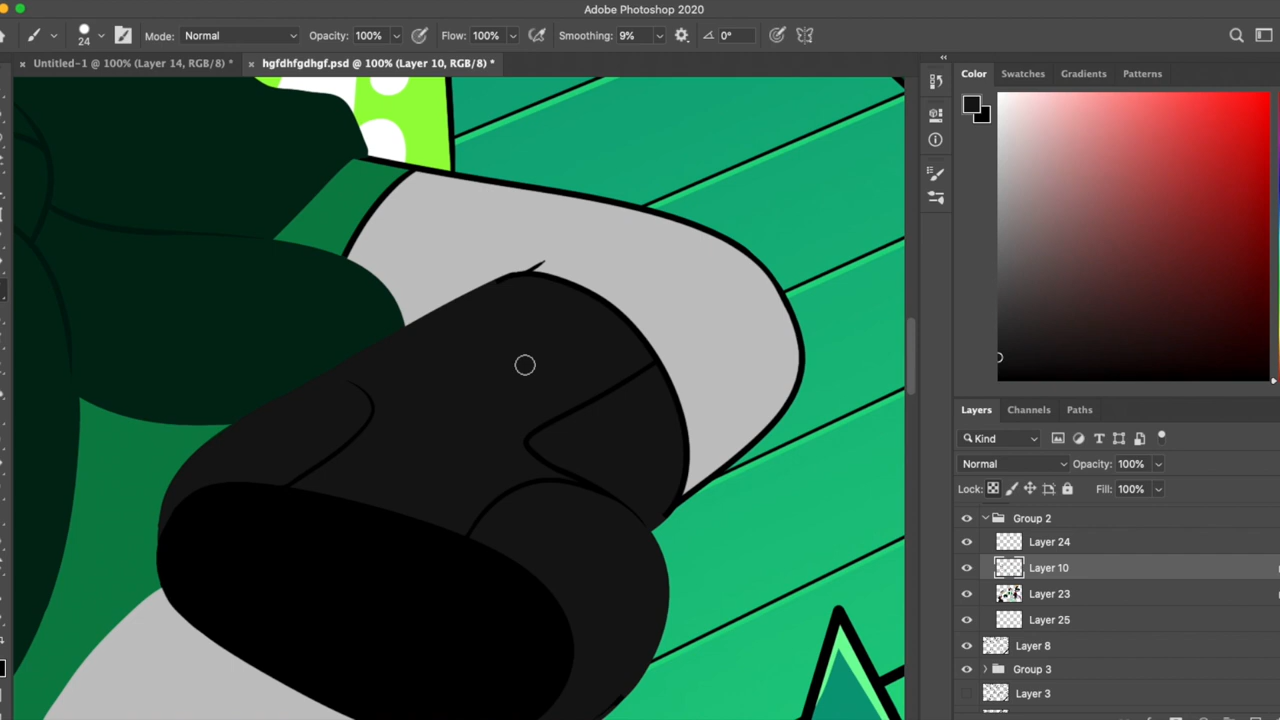 Adobe Photoshop 2020
24 Mode: Normal Opacity: 100% Flow: 100% Smoothing: 9% 0°
× Untitled-1 @ 100% (Layer 14, RGB/8) * × hgfdhfgdhgf.psd @ 100% (Layer 10, RGB/8) *
Color Swatches Gradients Patterns
Layers Channels Paths
Kind
Normal Opacity: 100%
Lock: Fill: 100%
Group 2
Layer 24
Layer 10
Layer 23
Layer 25
Layer 8
Group 3
Layer 3